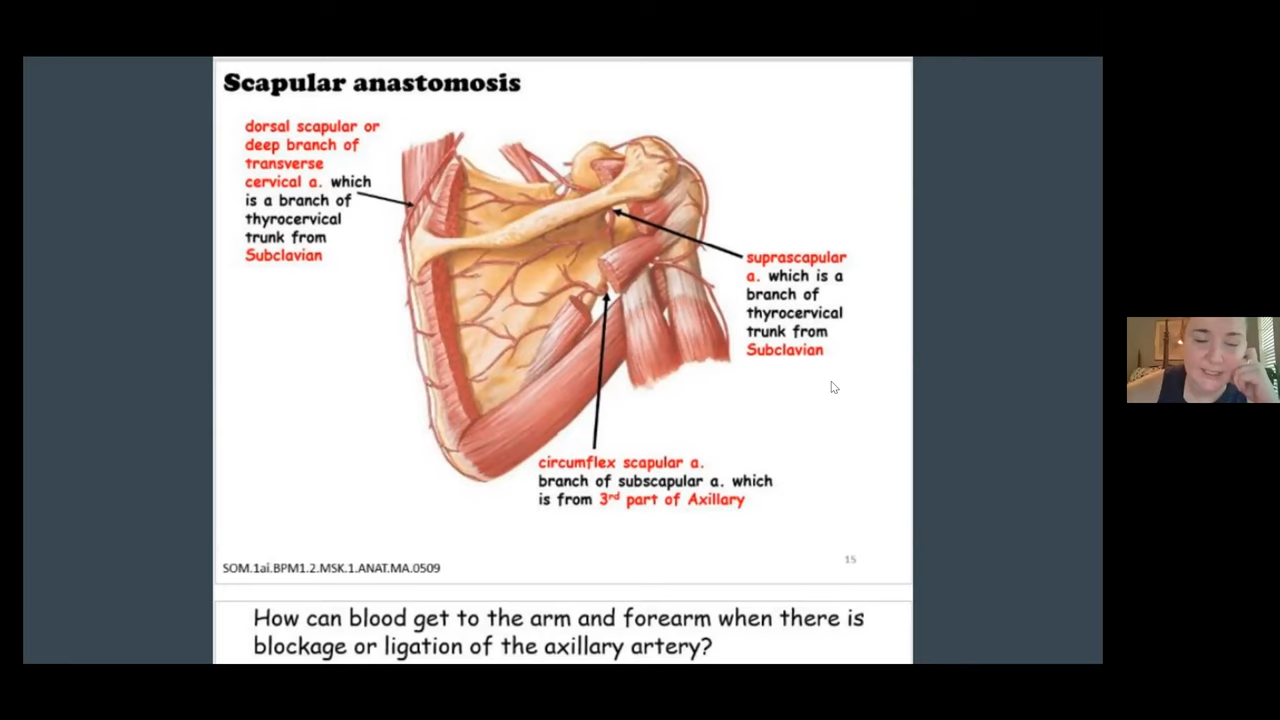 Scapular anastomosis
dorsal scapular or
deep branch of
transverse
cervical a. which
is a branch of
thyrocervical
trunk from
Subclavian
suprascapular
a. which is a
branch of
thyrocervical
trunk from
Subclavian
circumflex scapular a.
branch of subscapular a. which
is from 3rd part of Axillary
SOM.1ai.BPM1.2.MSK.1.ANAT.MA.0509
15
How can blood get to the arm and forearm when there is
blockage or ligation of the axillary artery?